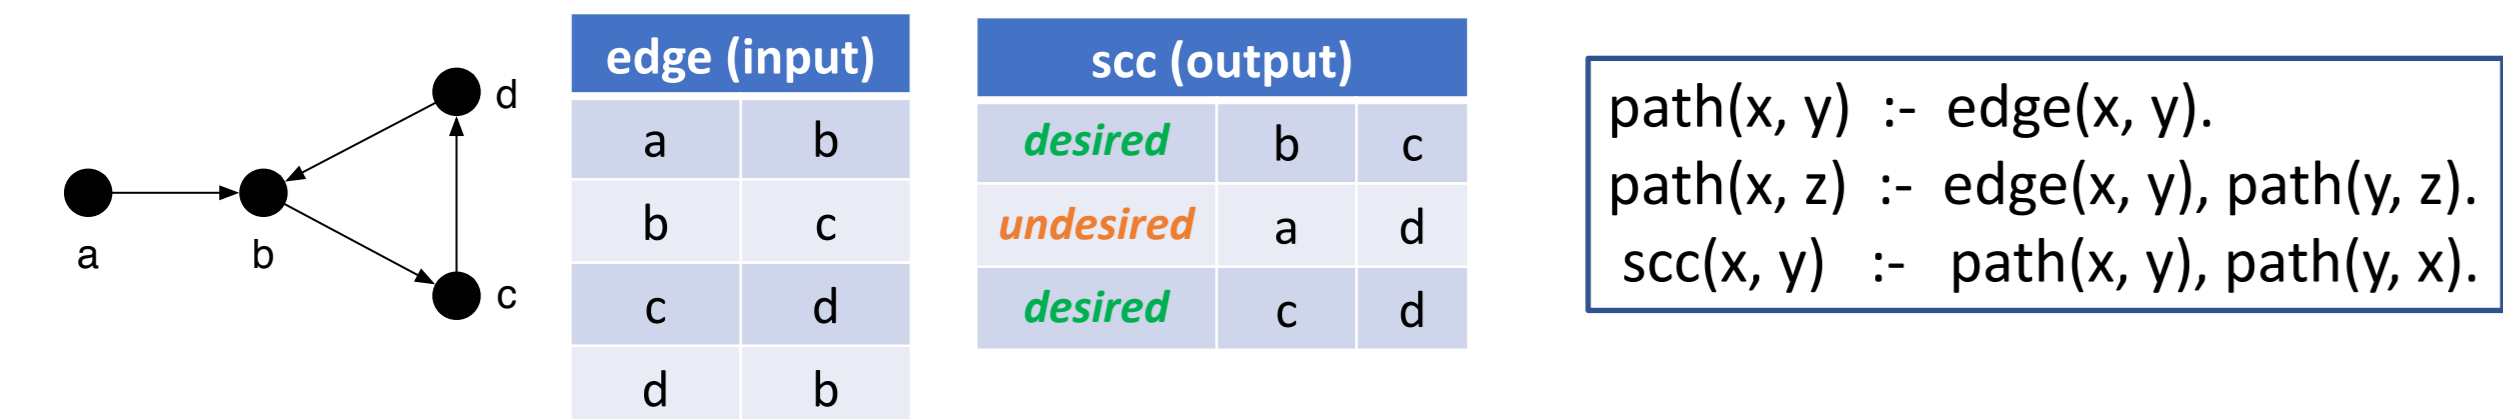 d
a
b
c
edge (input)
a b
b c
c d
d b
scc (output)
desired b c
undesired a d
desired c d
path(x, y) :- edge(x, y).
path(x, z) :- edge(x, y), path(y, z).
scc(x, y) :- path(x, y), path(y, x).